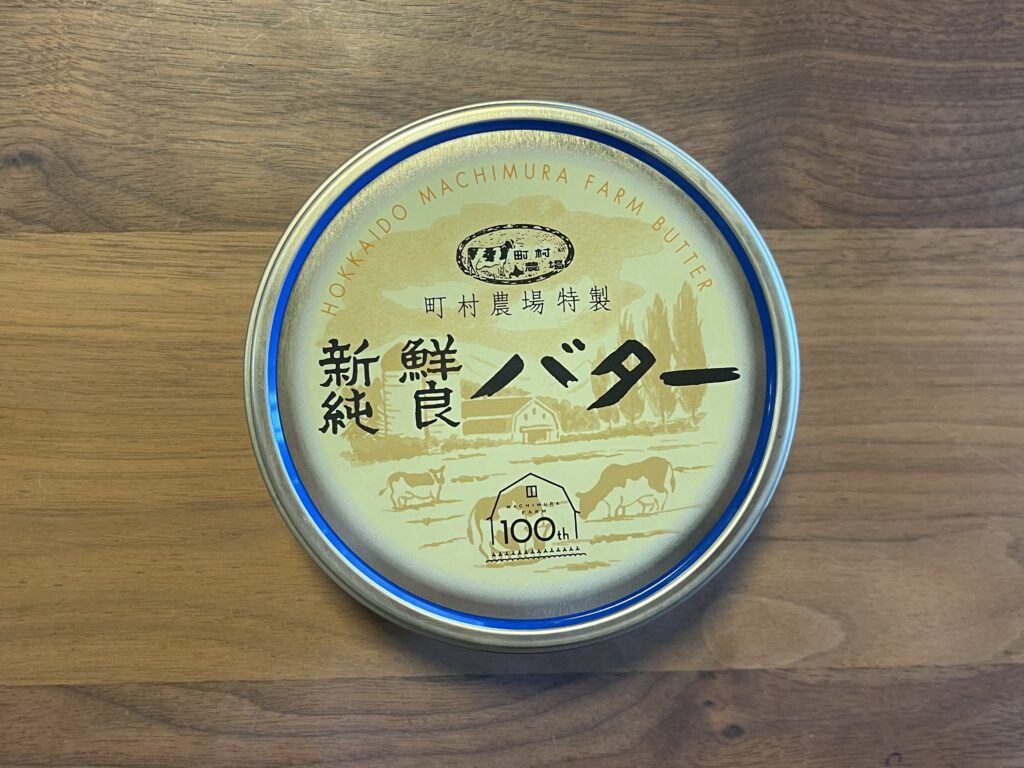 HOKKAIDO MACHIMURA FARM BUTTER
町村
農場
町村農場特製
新鮮
純良
バター
MACHIMURA
FARM
100th